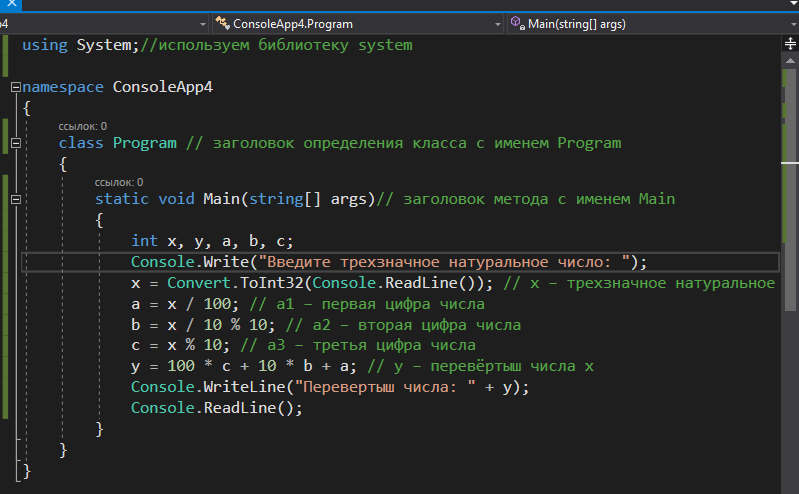 р4 ConsoleApp4.Program Main(string[] args)
using System;//используем библиотеку system
namespace ConsoleApp4
{
ссылок: 0
class Program // заголовок определения класса с именем Program
{
ссылок: 0
static void Main(string[] args)// заголовок метода с именем Main
{
int x, y, a, b, c;
Console.Write("Введите трехзначное натуральное число: ");
x = Convert.ToInt32(Console.ReadLine()); // x – трехзначное натуральное
a = x / 100; // a1 – первая цифра числа
b = x / 10 % 10; // a2 – вторая цифра числа
c = x % 10; // a3 – третья цифра числа
y = 100 * c + 10 * b + a; // y – перевёртыш числа x
Console.WriteLine("Перевертыш числа: " + y);
Console.ReadLine();
}
}
}